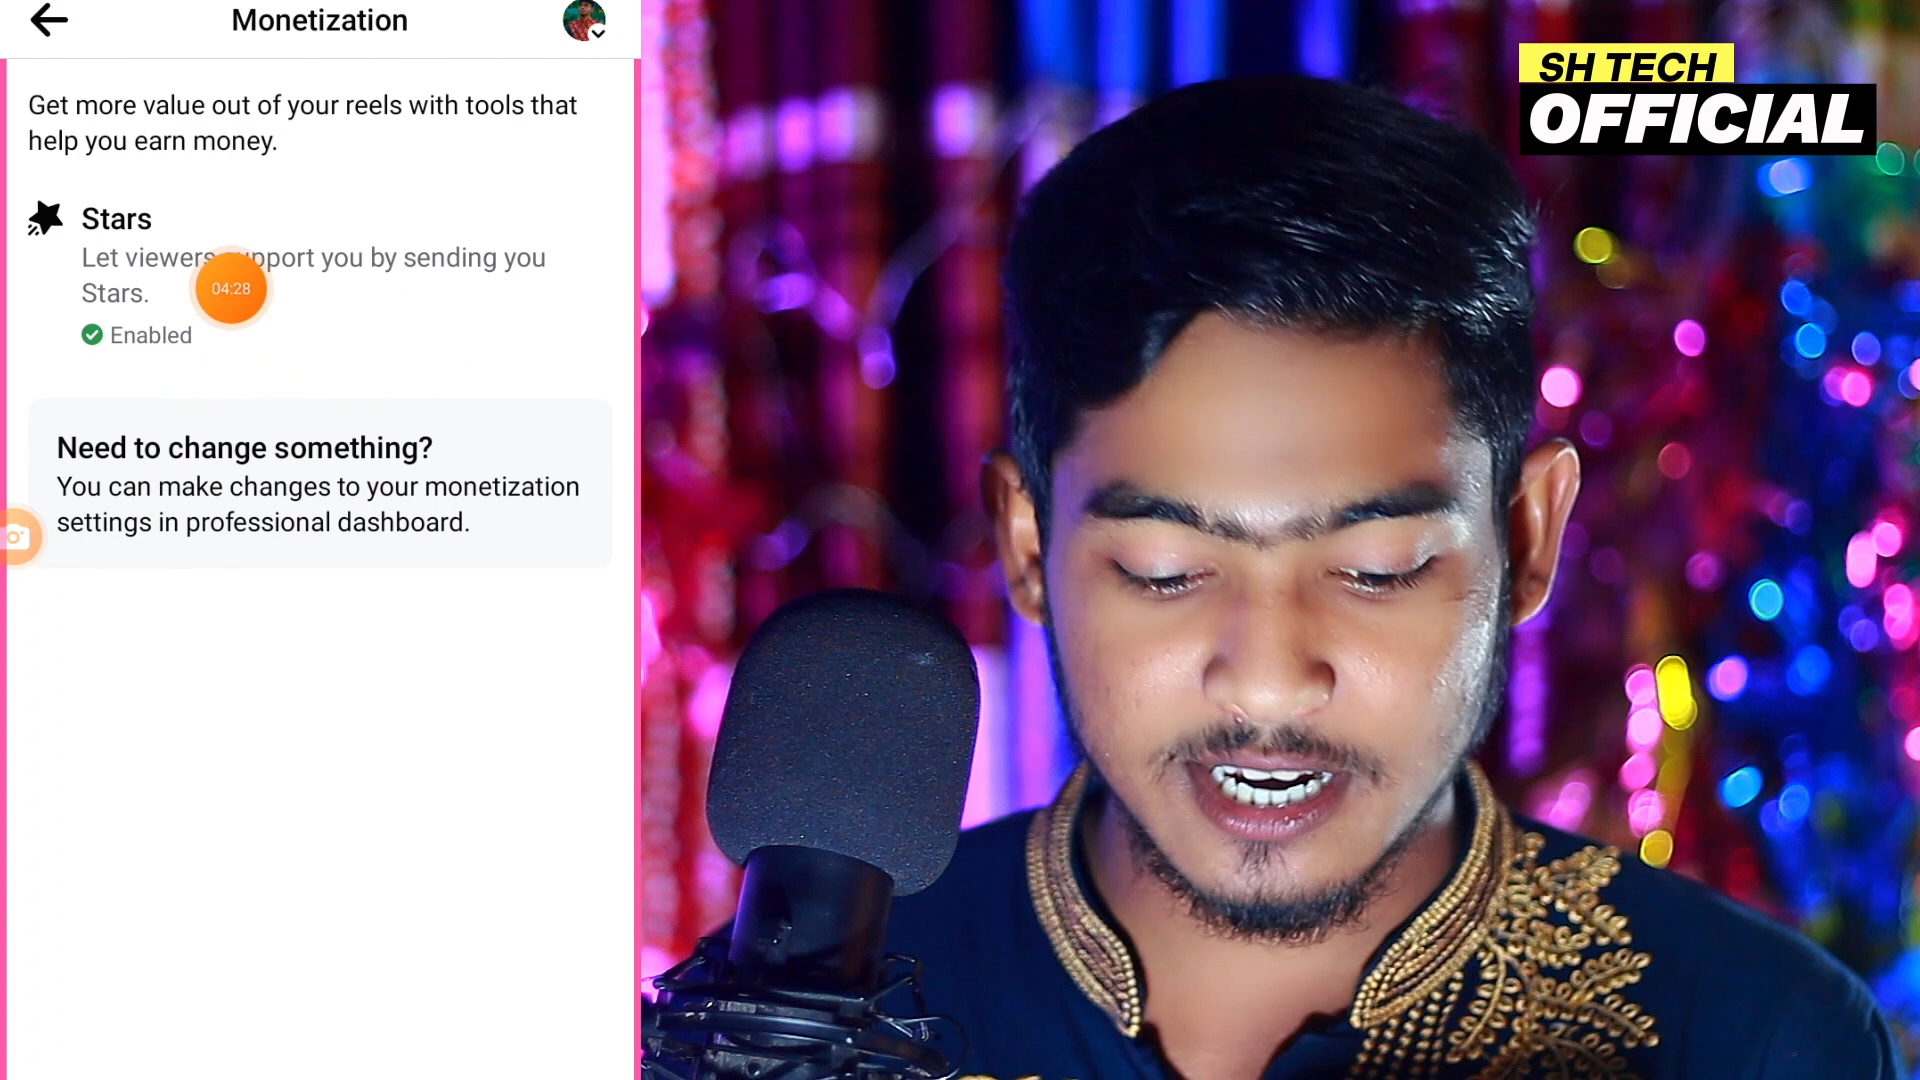 Monetization
Get more value out of your reels with tools that
help you earn money.
Stars
Let viewers support you by sending you
Stars.
04:28
Enabled
Need to change something?
You can make changes to your monetization
settings in professional dashboard.
SH TECH
OFFICIAL